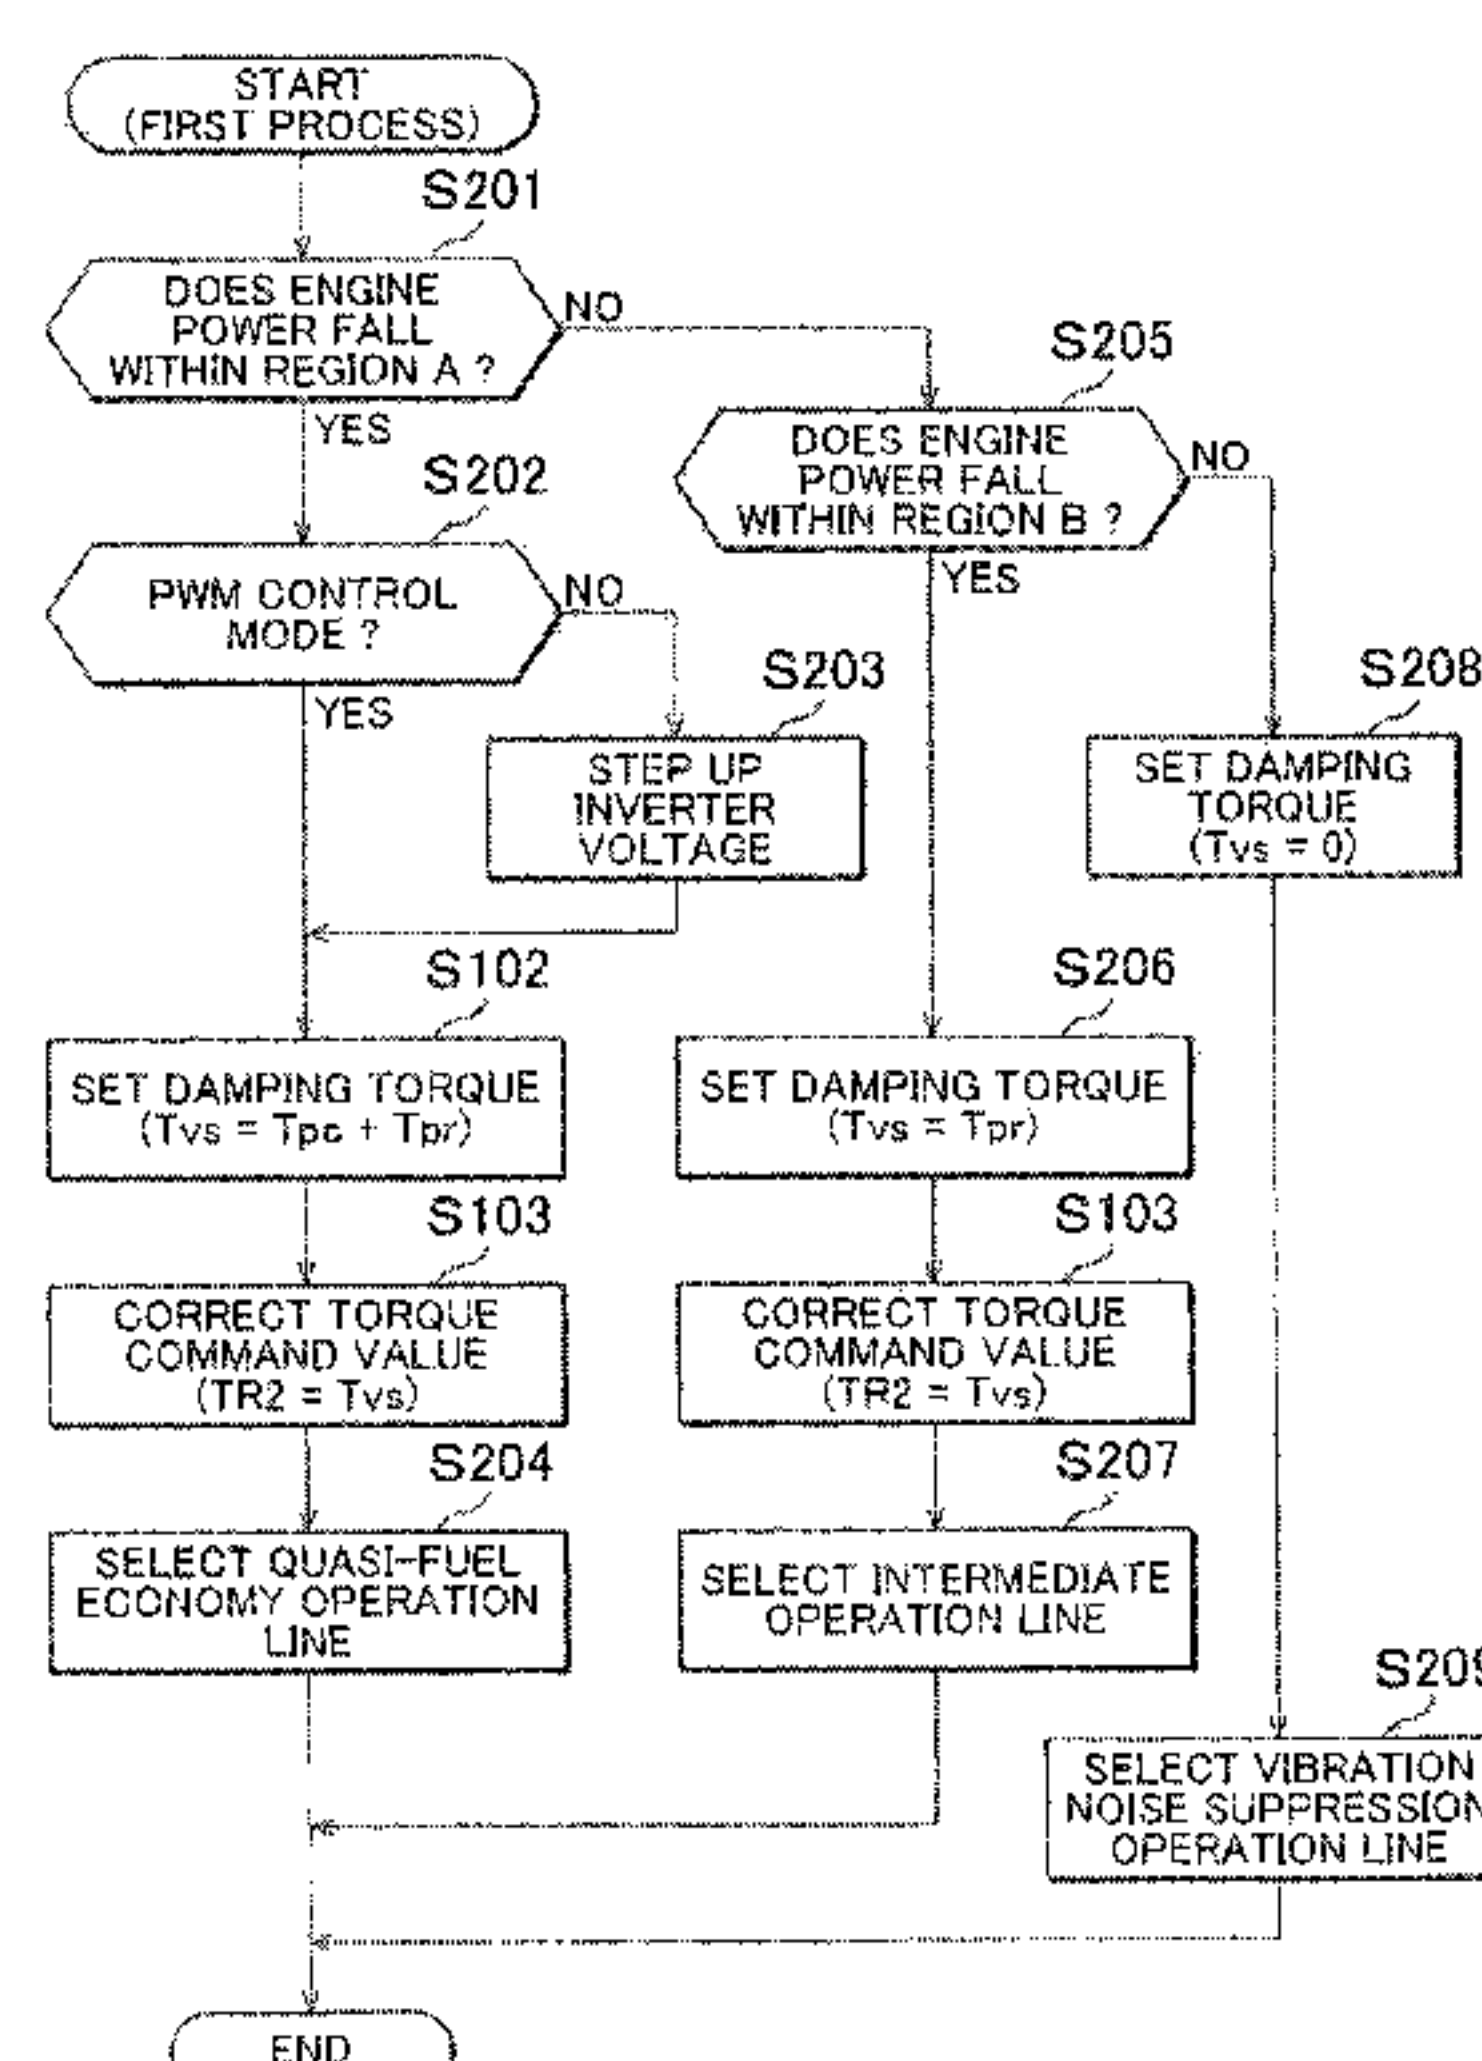 START
(FIRST PROCESS)
S201
DOES ENGINE
POWER FALL
WITHIN REGION A ?
NO
YES
S205
DOES ENGINE
POWER FALL
WITHIN REGION B ?
NO
YES
S202
PWM CONTROL
MODE ?
NO
YES
S203
STEP UP
INVERTER
VOLTAGE
S208
SET DAMPING
TORQUE
(Tvs = 0)
S102
SET DAMPING TORQUE
(Tvs = Tpc + Tpr)
S206
SET DAMPING TORQUE
(Tvs = Tpr)
S103
CORRECT TORQUE
COMMAND VALUE
(TR2 = Tvs)
S103
CORRECT TORQUE
COMMAND VALUE
(TR2 = Tvs)
S204
SELECT QUASI-FUEL
ECONOMY OPERATION
LINE
S207
SELECT INTERMEDIATE
OPERATION LINE
S209
SELECT VIBRATION
NOISE SUPPRESSION
OPERATION LINE
END